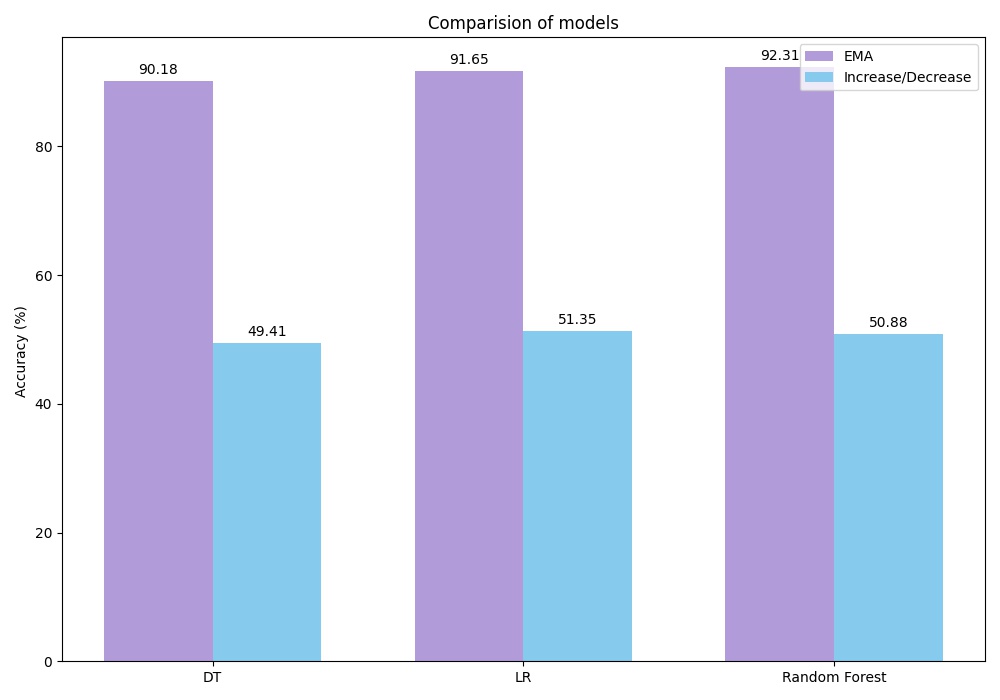 Comparision of models
90.18
91.65
92.31
EMA
Increase/Decrease
80
60
49.41
51.35
50.88
Accuracy (%)
40
20
0
DT
LR
Random Forest